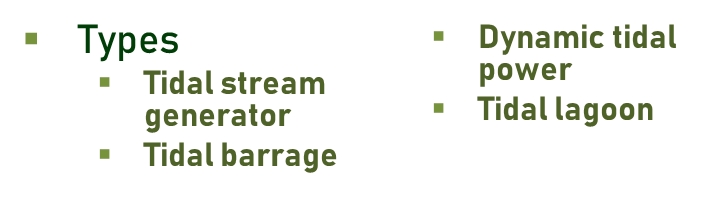 Types
Tidal stream
generator
Tidal barrage
Dynamic tidal
power
Tidal lagoon